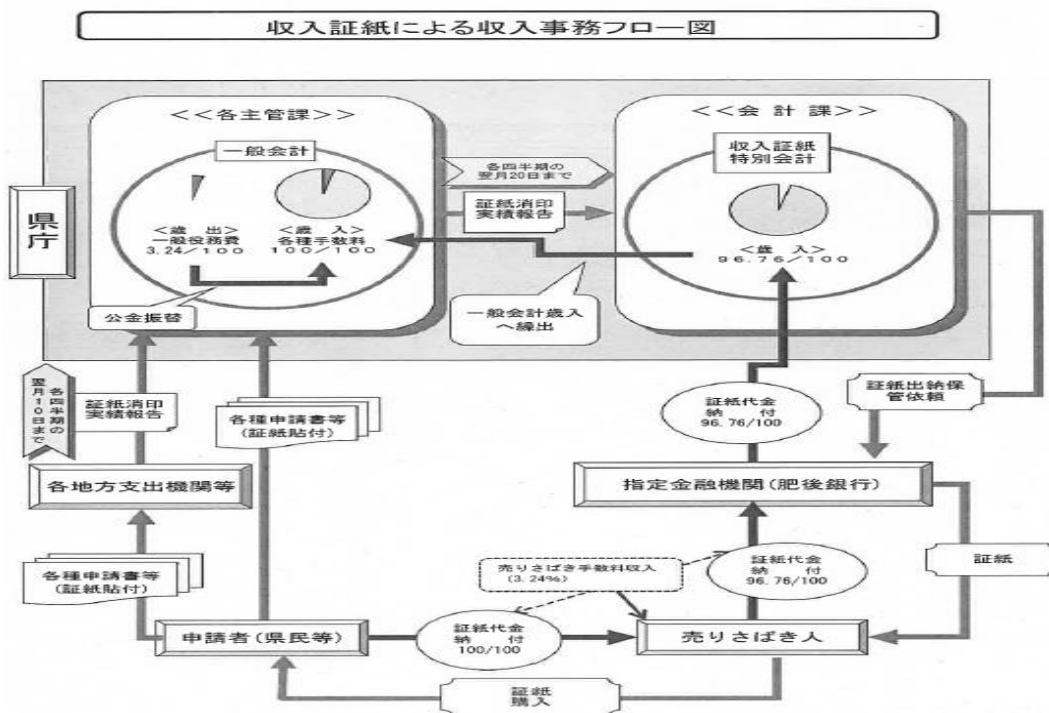 収入証紙による収入事務フロー図
<<各主管課>>
<<会計課>>
一般会計
収入証紙
特別会計
各四半期の
翌月20日まで
証紙消印
実績報告
県庁
<歳出>
一般役務費
3.24/100
<歳入>
各種手数料
100/100
<歳入>
96.76/100
公金振替
一般会計歳入
へ繰出
各四半期の
翌月10日まで
証紙消印
実績報告
各種申請書等
(証紙貼付)
証紙代金
納付
96.76/100
証紙出納保
管依頼
各地方支出機関等
指定金融機関(肥後銀行)
各種申請書等
(証紙貼付)
売りさばき手数料収入
(3.24%)
証紙代金
納付
96.76/100
証紙
申請者(県民等)
証紙代金
納付
100/100
売りさばき人
証紙
購入